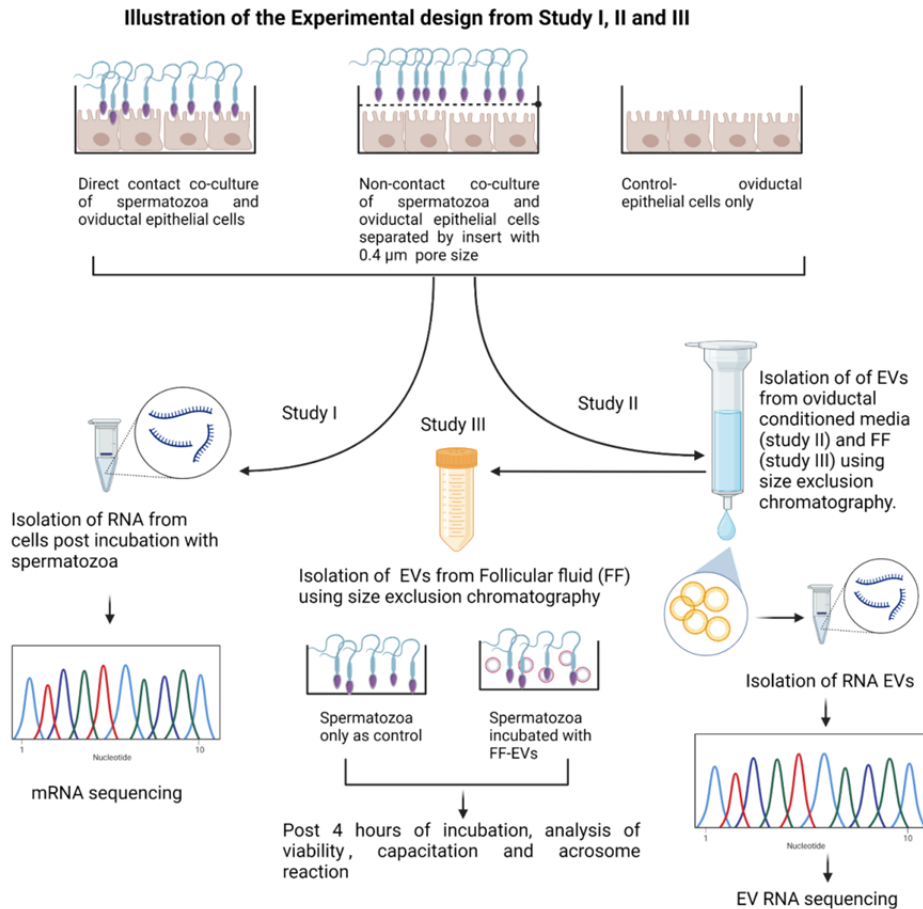 Illustration of the Experimental design from Study I, II and III
Direct contact co-culture
of spermatozoa and
oviductal epithelial cells
Non-contact co-culture
of spermatozoa and
oviductal epithelial cells
separated by insert with
0.4 µm pore size
Control- oviductal
epithelial cells only
Study I
Study III
Study II
Isolation of of EVs
from oviductal
conditioned media
(study II) and FF
(study III) using
size exclusion
chromatography.
Isolation of RNA from
cells post incubation with
spermatozoa
Isolation of EVs from Follicular fluid (FF)
using size exclusion chromatography
Spermatozoa
only as control
Spermatozoa
incubated with
FF-EVs
Isolation of RNA EVs
1 10
Nucleotide
mRNA sequencing
Post 4 hours of incubation, analysis of
viability, capacitation and acrosome
reaction
1 10
Nucleotide
EV RNA sequencing